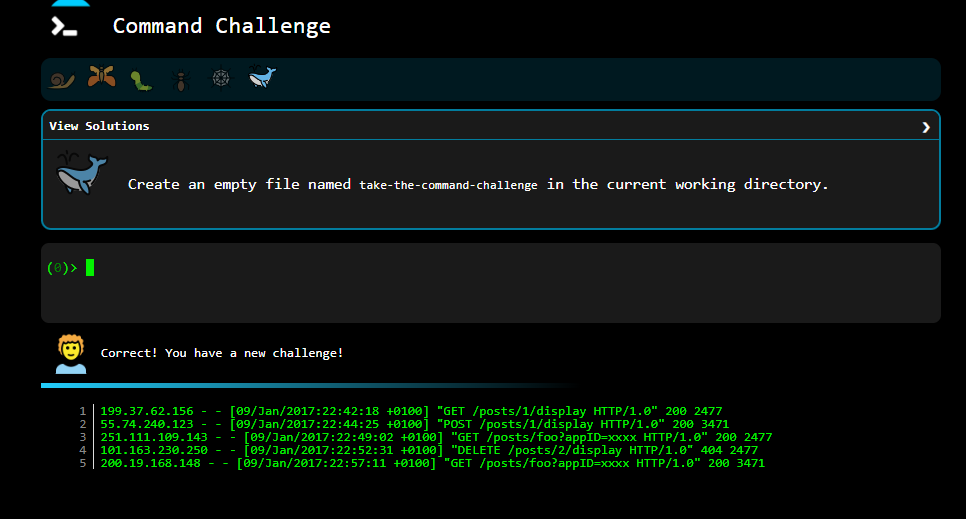 Command Challenge
View Solutions ❯
Create an empty file named take-the-command-challenge in the current working directory.
(0)>
Correct! You have a new challenge!
1 199.37.62.156 - - [09/Jan/2017:22:42:18 +0100] "GET /posts/1/display HTTP/1.0" 200 2477
2 55.74.240.123 - - [09/Jan/2017:22:44:25 +0100] "POST /posts/1/display HTTP/1.0" 200 3471
3 251.111.109.143 - - [09/Jan/2017:22:49:02 +0100] "GET /posts/foo?appID=xxxx HTTP/1.0" 200 2477
4 101.163.230.250 - - [09/Jan/2017:22:52:31 +0100] "DELETE /posts/2/display HTTP/1.0" 404 2477
5 200.19.168.148 - - [09/Jan/2017:22:57:11 +0100] "GET /posts/foo?appID=xxxx HTTP/1.0" 200 3471